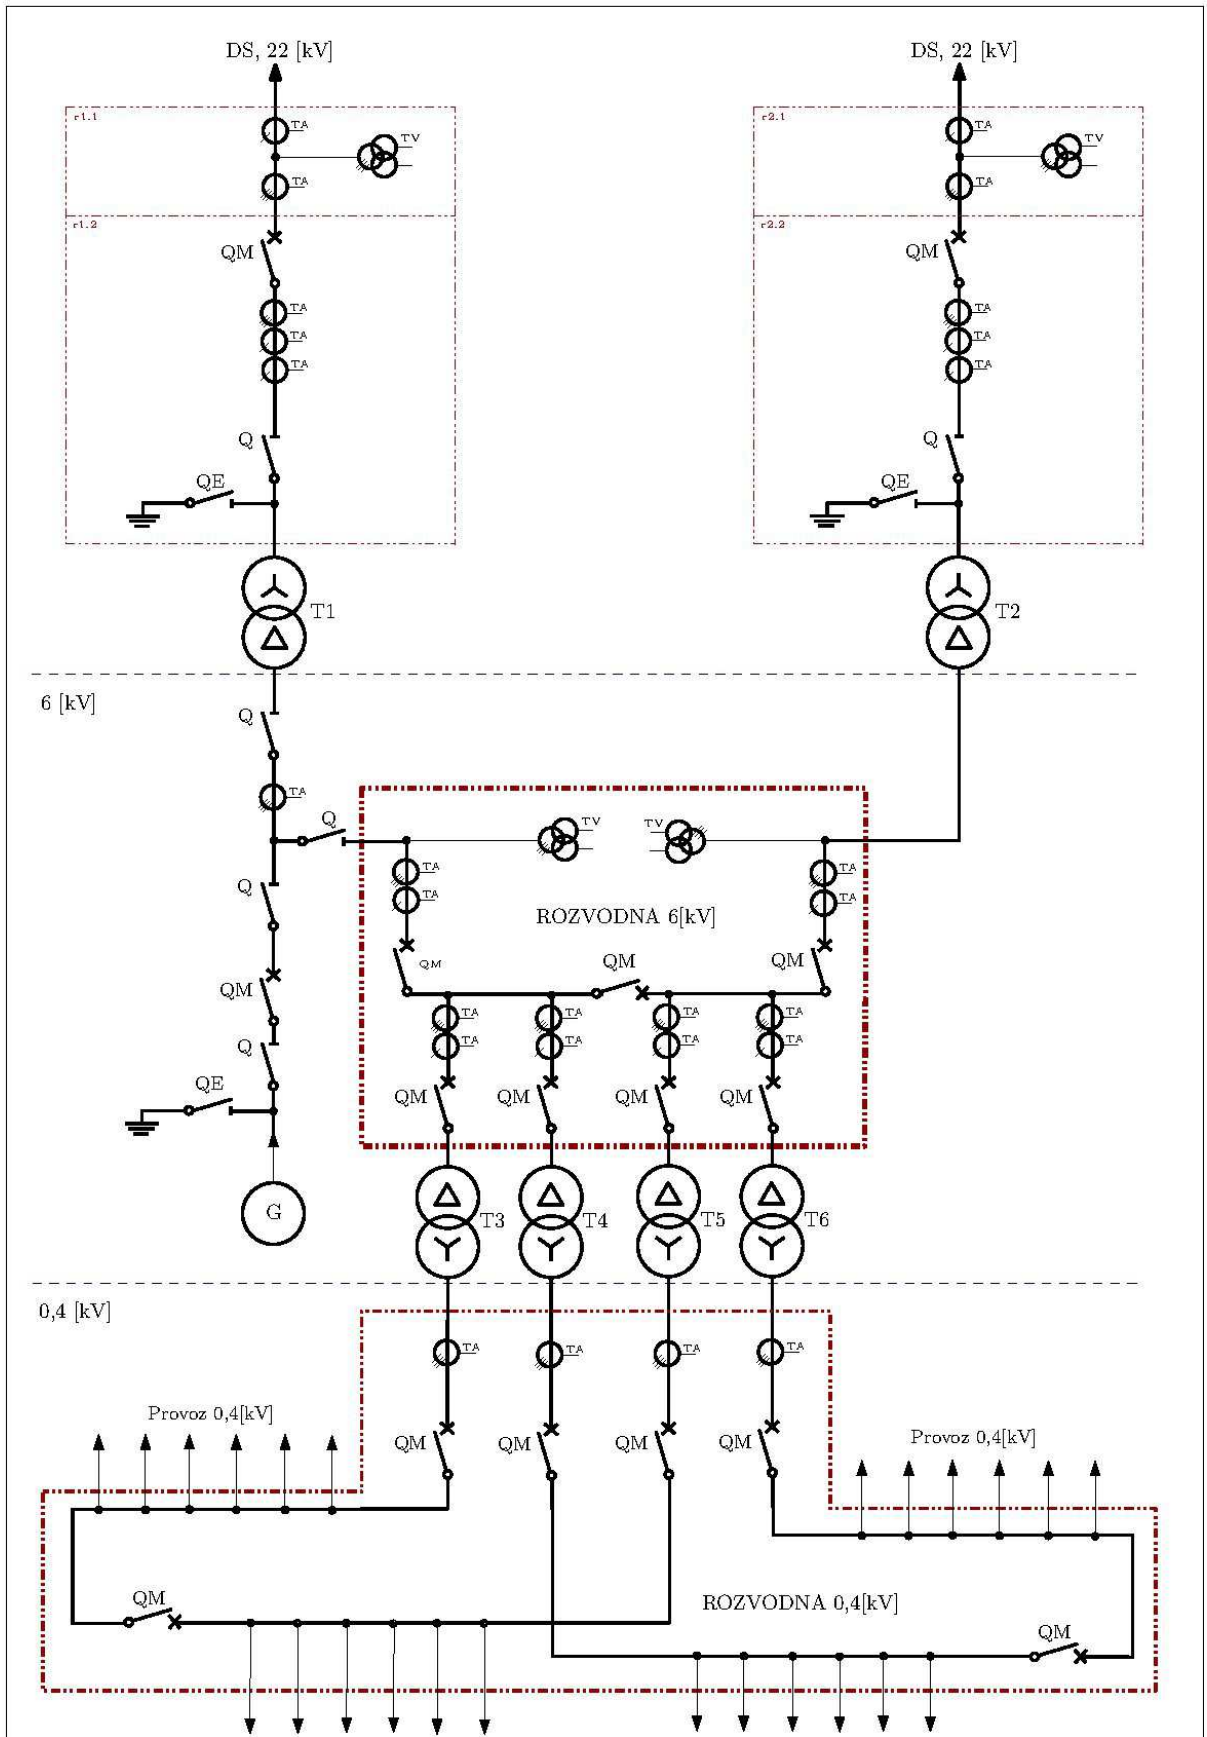 DS, 22 [kV]
DS, 22 [kV]
r1.1
TA
TV
TA
r2.1
TA
TV
TA
r1.2
QM
TA
TA
TA
Q
QE
r2.2
QM
TA
TA
TA
Q
QE
T1
T2
6 [kV]
Q
TA
Q
TV
TV
TA
TA
TA
TA
Q
ROZVODNA 6[kV]
QM
QM
QM
QM
TA
TA
TA
TA
Q
TA
TA
TA
TA
QE
QM
QM
QM
QM
G
T3
T4
T5
T6
0,4 [kV]
TA
TA
TA
TA
Provoz 0,4[kV]
QM
QM
QM
QM
Provoz 0,4[kV]
QM
ROZVODNA 0,4[kV]
QM